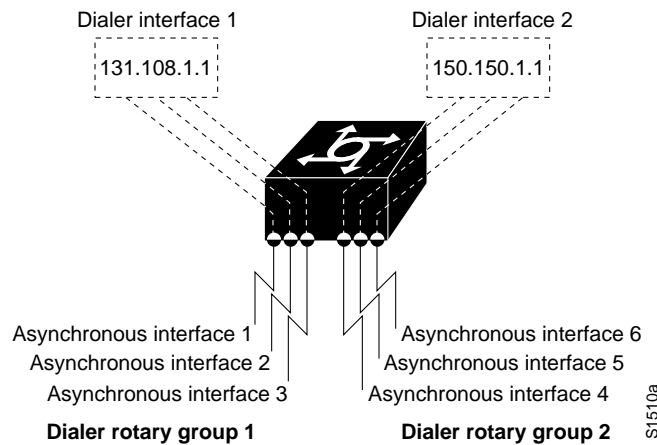 Dialer interface 1
Dialer interface 2
131.108.1.1
150.150.1.1
Asynchronous interface 1
Asynchronous interface 6
Asynchronous interface 2
Asynchronous interface 5
Asynchronous interface 3
Asynchronous interface 4
Dialer rotary group 1
Dialer rotary group 2
S1510a